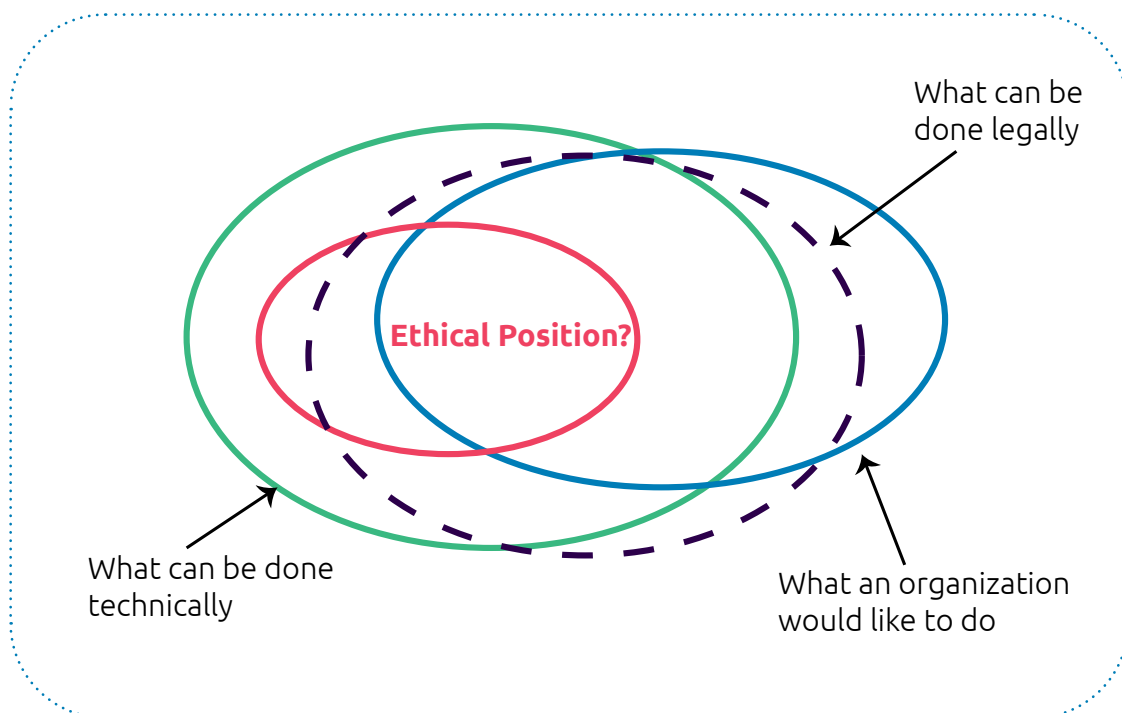 What can be
done legally
Ethical Position?
What can be done
technically
What an organization
would like to do